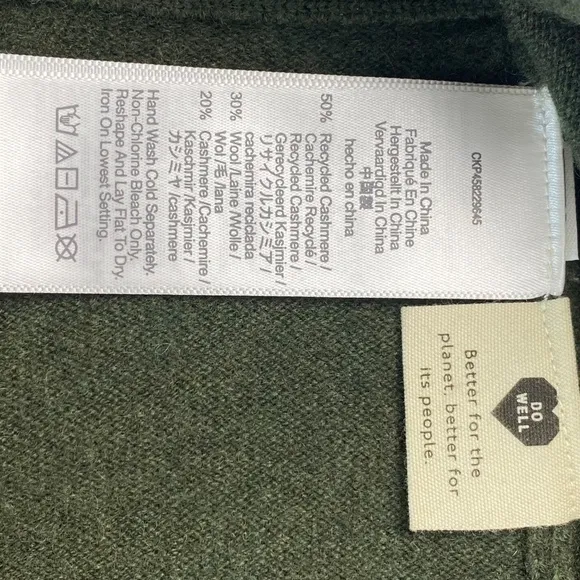 CKP458229645
Made In China
Fabriqué En Chine
Hergestellt In China
Vervaardigd In China
中国製
hecho en china
50% Recycled Cashmere /
Cachemire Recyclé /
Recycled Cashmere
Gerecycleerd Kasjmier /
リサイクルカシミア /
cachemira reciclada
30% Wool /Laine /Wolle /
Wol /毛 /lana
20% Cashmere /Cachemire /
Kaschmir /Kasjmier /
カシミヤ /cashmere
Hand Wash Cold Separately.
Non-Chlorine Bleach Only.
Reshape And Lay Flat To Dry.
Iron On Lowest Setting.
DO
WELL
Better for the
planet, better for
its people.